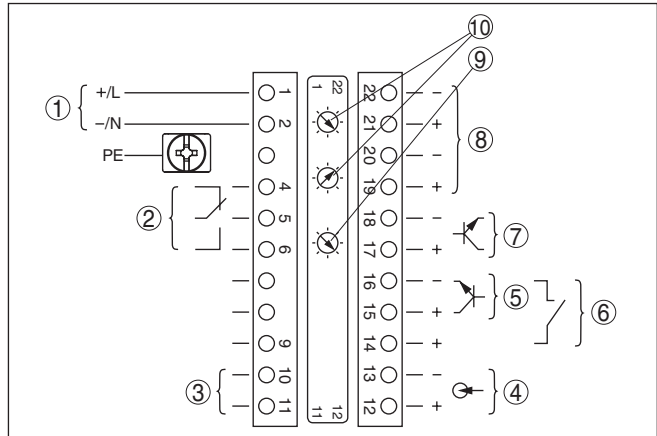 ⑩
⑨
1 22
① +/L 1 22 −
−/N 2 21 + ⑧
PE 20 −
4 19 +
② 5 18 − ⑦
6 17 +
16 − ⑤
15 + ⑥
9 14 +
③ 10 13 − ④
11 11 12 12 +